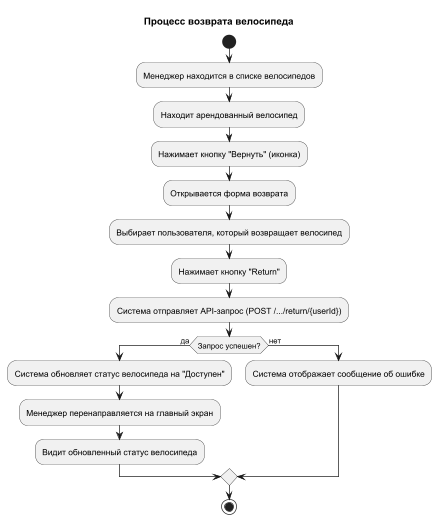 Процесс возврата велосипеда
Менеджер находится в списке велосипедов
Находит арендованный велосипед
Нажимает кнопку "Вернуть" (иконка)
Открывается форма возврата
Выбирает пользователя, который возвращает велосипед
Нажимает кнопку "Return"
Система отправляет API-запрос (POST /.../return/{userId})
да
Запрос успешен?
нет
Система обновляет статус велосипеда на "Доступен"
Система отображает сообщение об ошибке
Менеджер перенаправляется на главный экран
Видит обновленный статус велосипеда